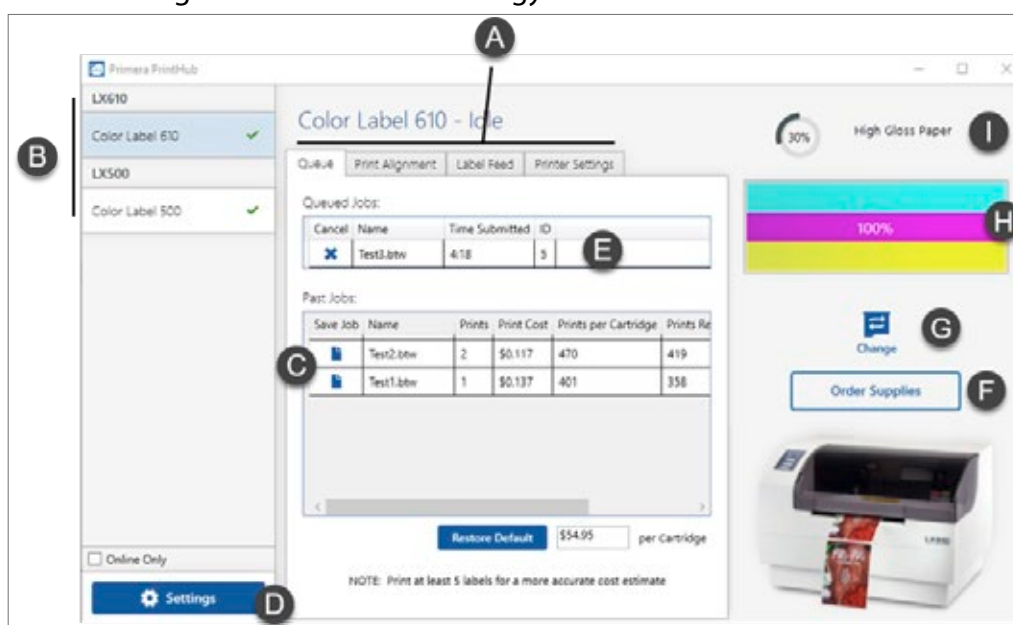 A
Primera PrintHub
LX610
Color Label 610
B
LX500
Color Label 500
Color Label 610 - Idle
Queue Print Alignment Label Feed Printer Settings
Queued Jobs:
Cancel Name Time Submitted ID
Test3.btw 4:18 5 E
Past Jobs:
Save Job Name Prints Print Cost Prints per Cartridge Prints Re
C
Test2.btw 2 $0.117 470 419
Test1.btw 1 $0.137 401 358
Restore Default $54.95 per Cartridge
NOTE: Print at least 5 labels for a more accurate cost estimate
Online Only
Settings D
30% High Gloss Paper I
100% H
Change G
Order Supplies F